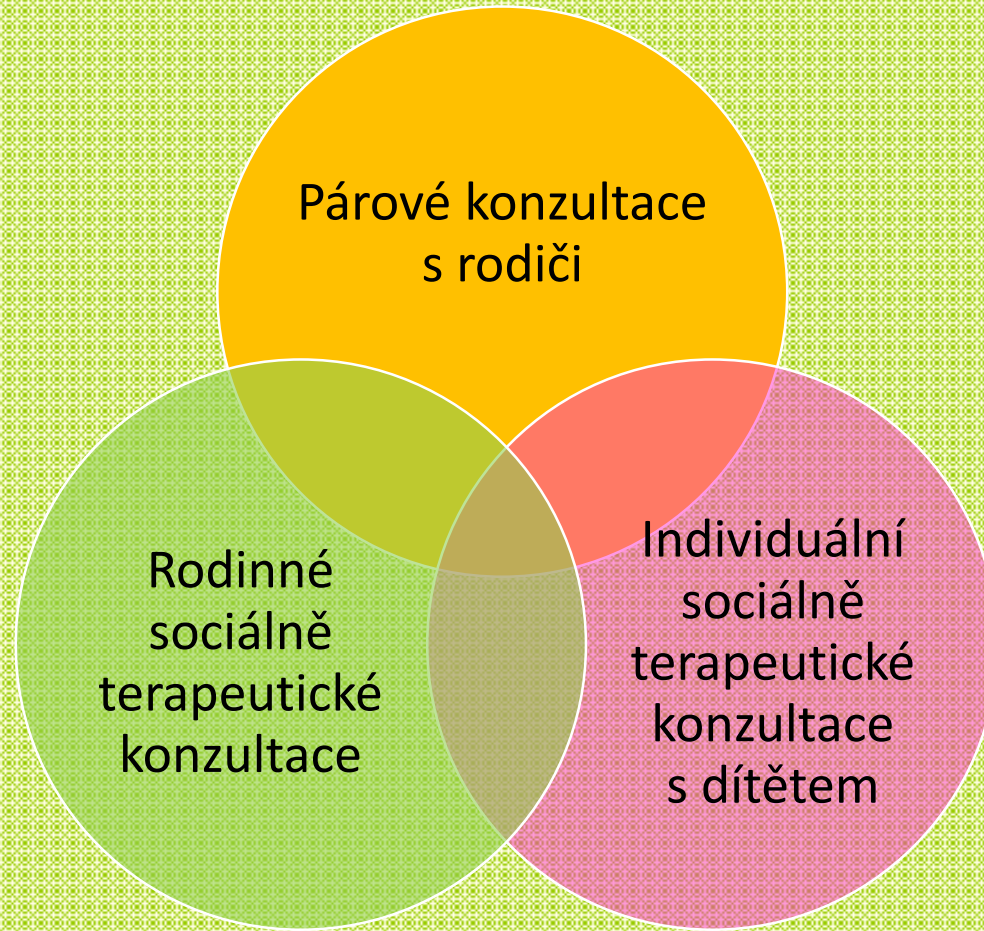 Párové konzultace
s rodiči
Rodinné
sociálně
terapeutické
konzultace
Individuální
sociálně
terapeutické
konzultace
s dítětem